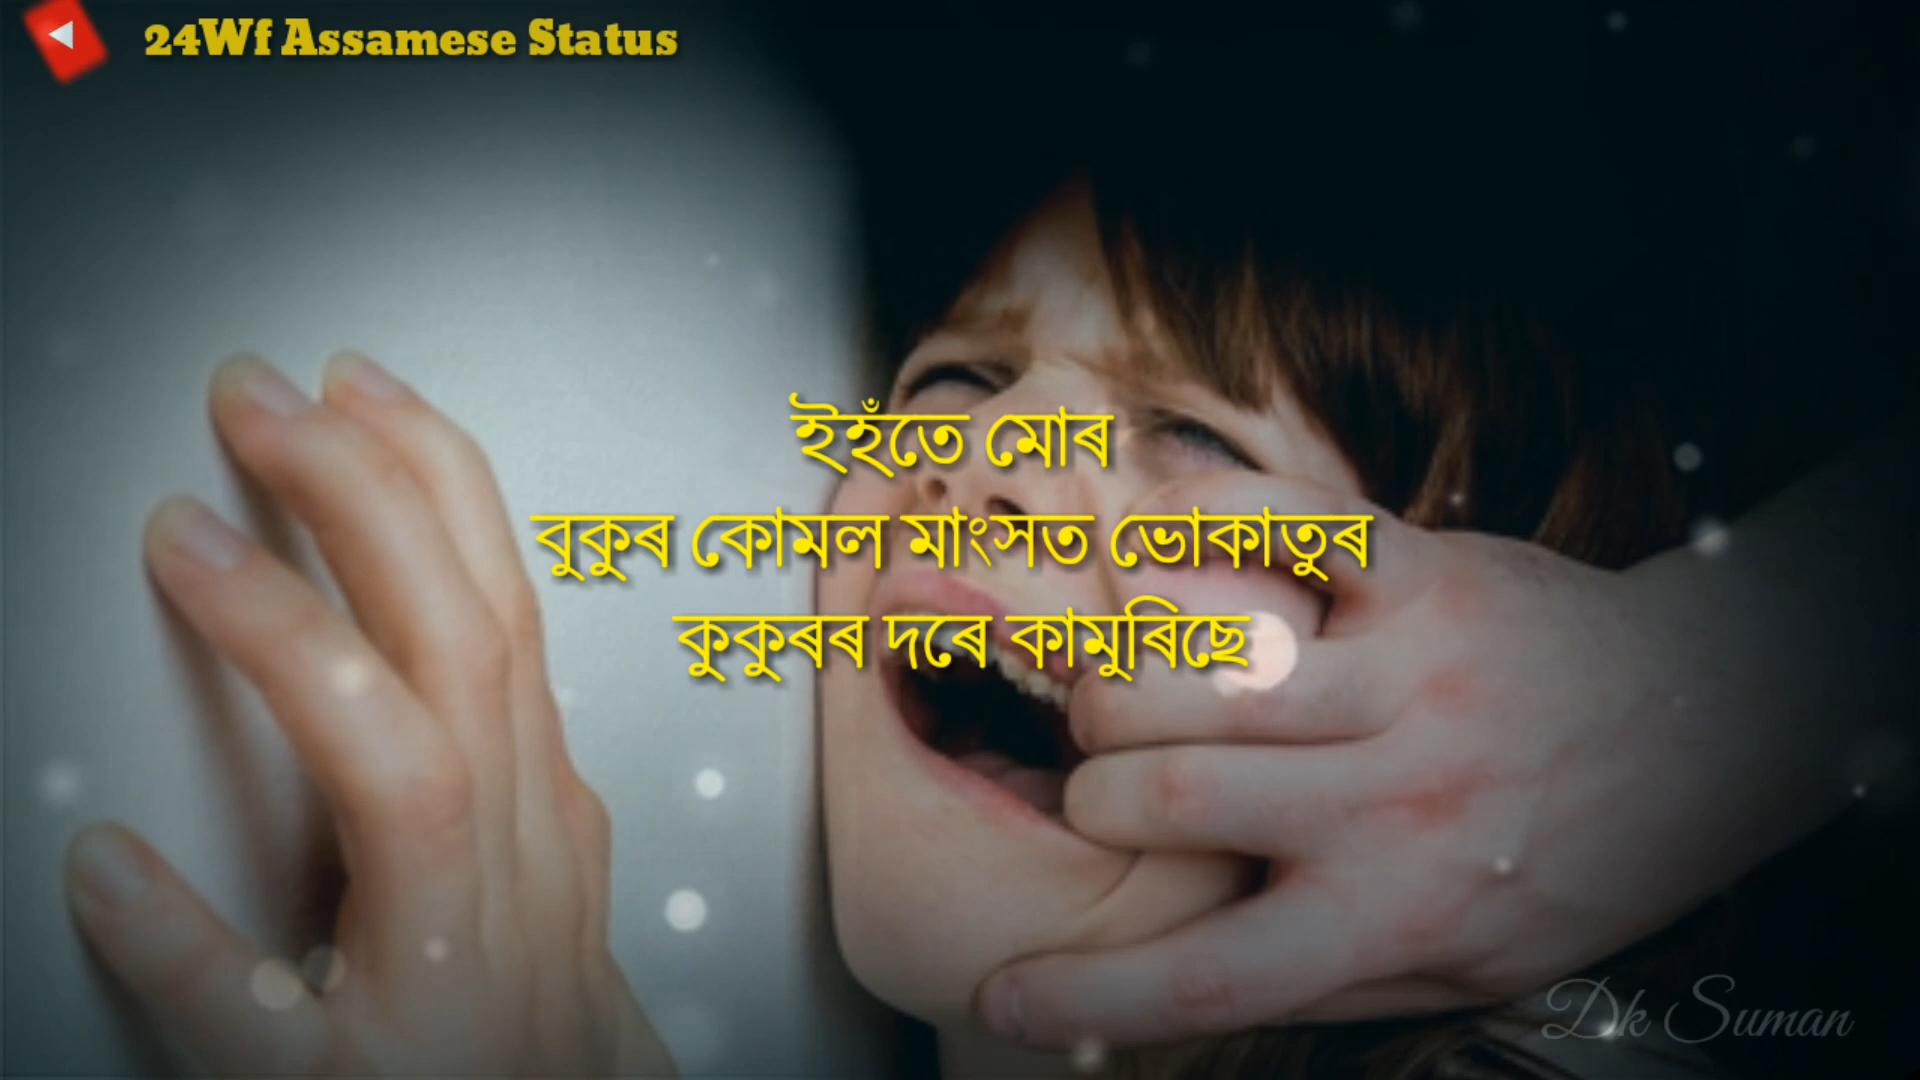 24Wf Assamese Status
ইহঁতে মোৰ
বুকুৰ কোমল মাংসত ভোকাতুৰ
কুকুৰৰ দৰে কামুৰিছে
Dk Suman